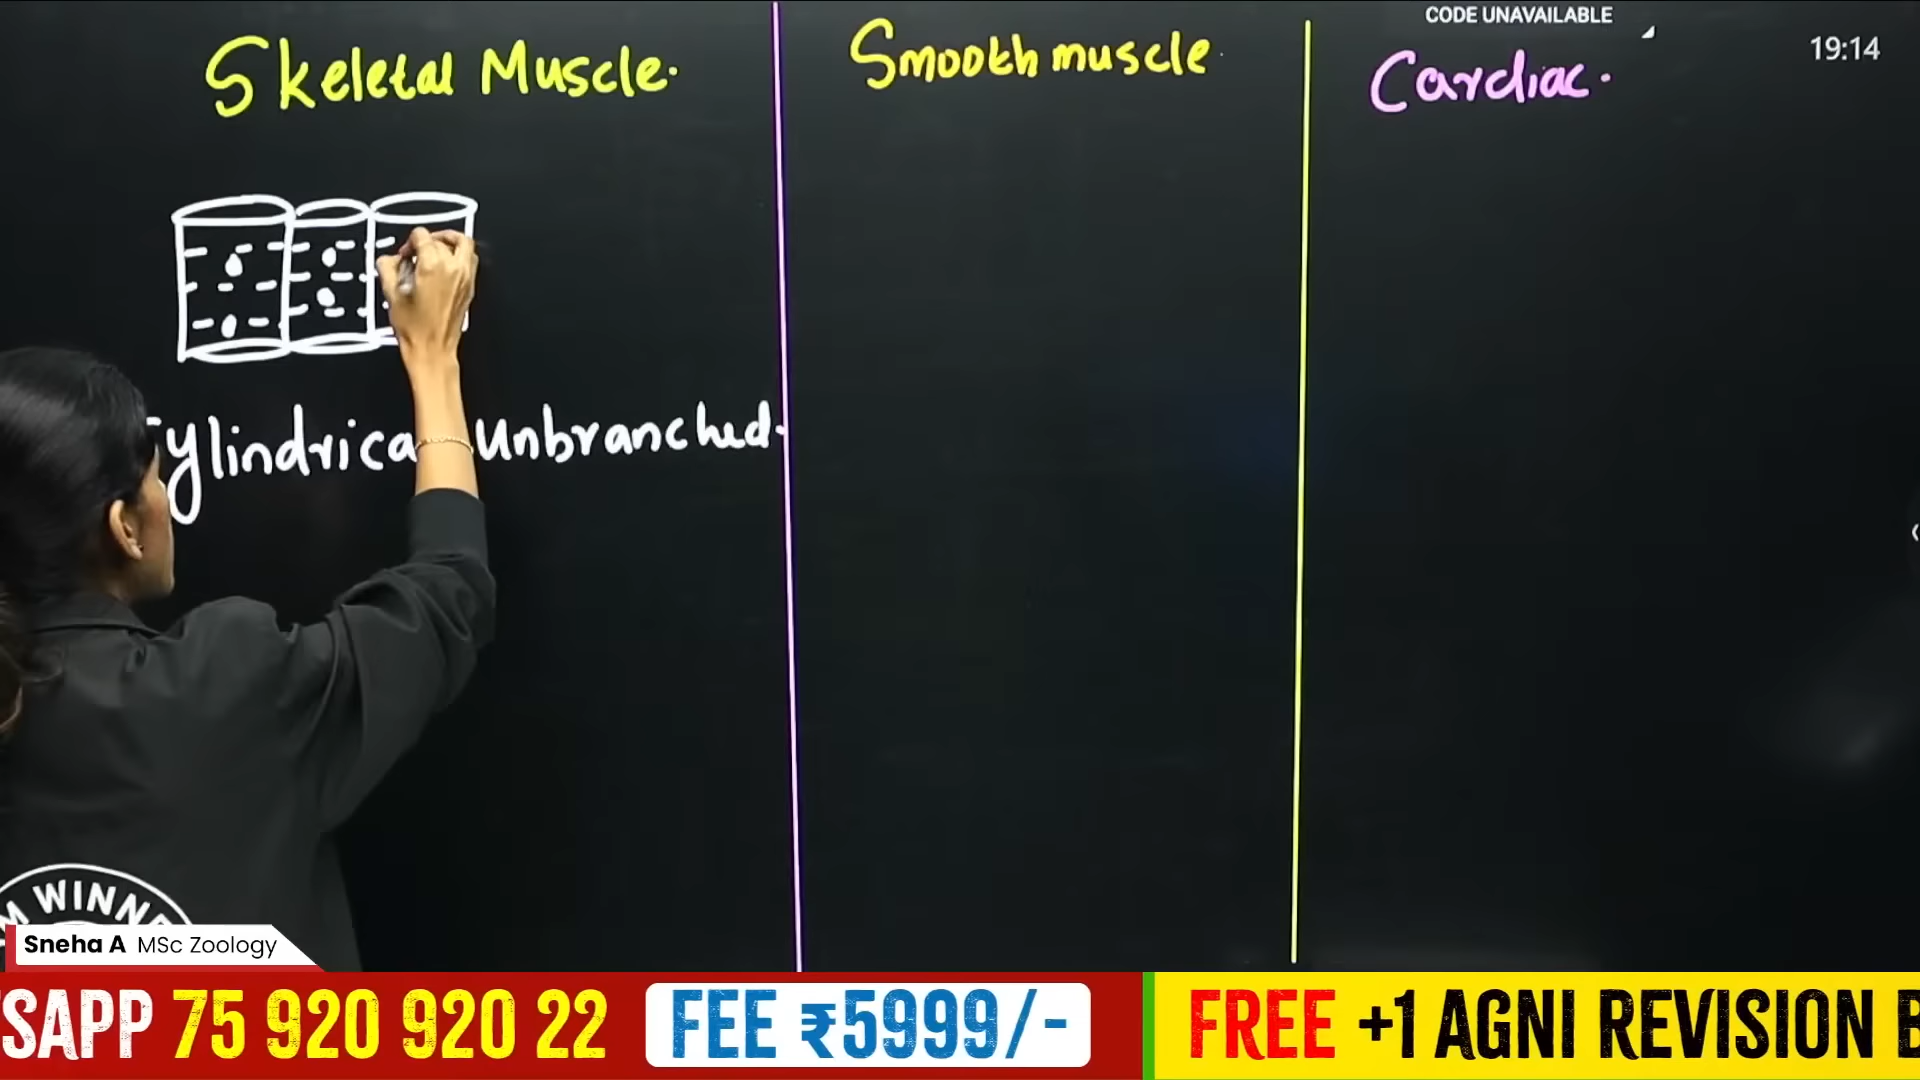 CODE UNAVAILABLE
19:14
Skeletal Muscle.
Smooth muscle
Cardiac.
Unbranched.
WINN
Sneha A MSc Zoology
SAPP 75 920 920 22
FEE ₹5999/-
FREE +1 AGNI REVISION B